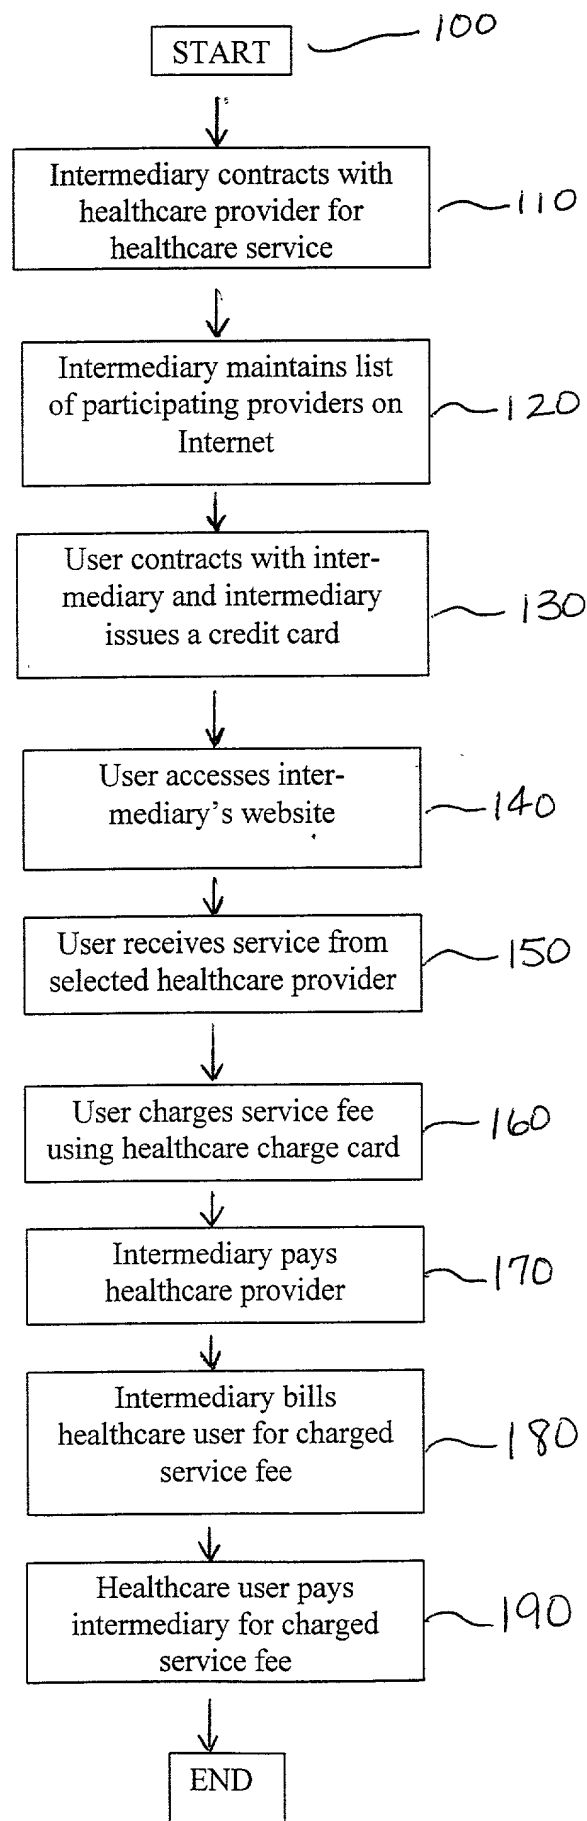 START
100
Intermediary contracts with
healthcare provider for
healthcare service
110
Intermediary maintains list
of participating providers on
Internet
120
User contracts with inter-
mediary and intermediary
issues a credit card
130
User accesses inter-
mediary's website
140
User receives service from
selected healthcare provider
150
User charges service fee
using healthcare charge card
160
Intermediary pays
healthcare provider
170
Intermediary bills
healthcare user for charged
service fee
180
Healthcare user pays
intermediary for charged
service fee
190
END